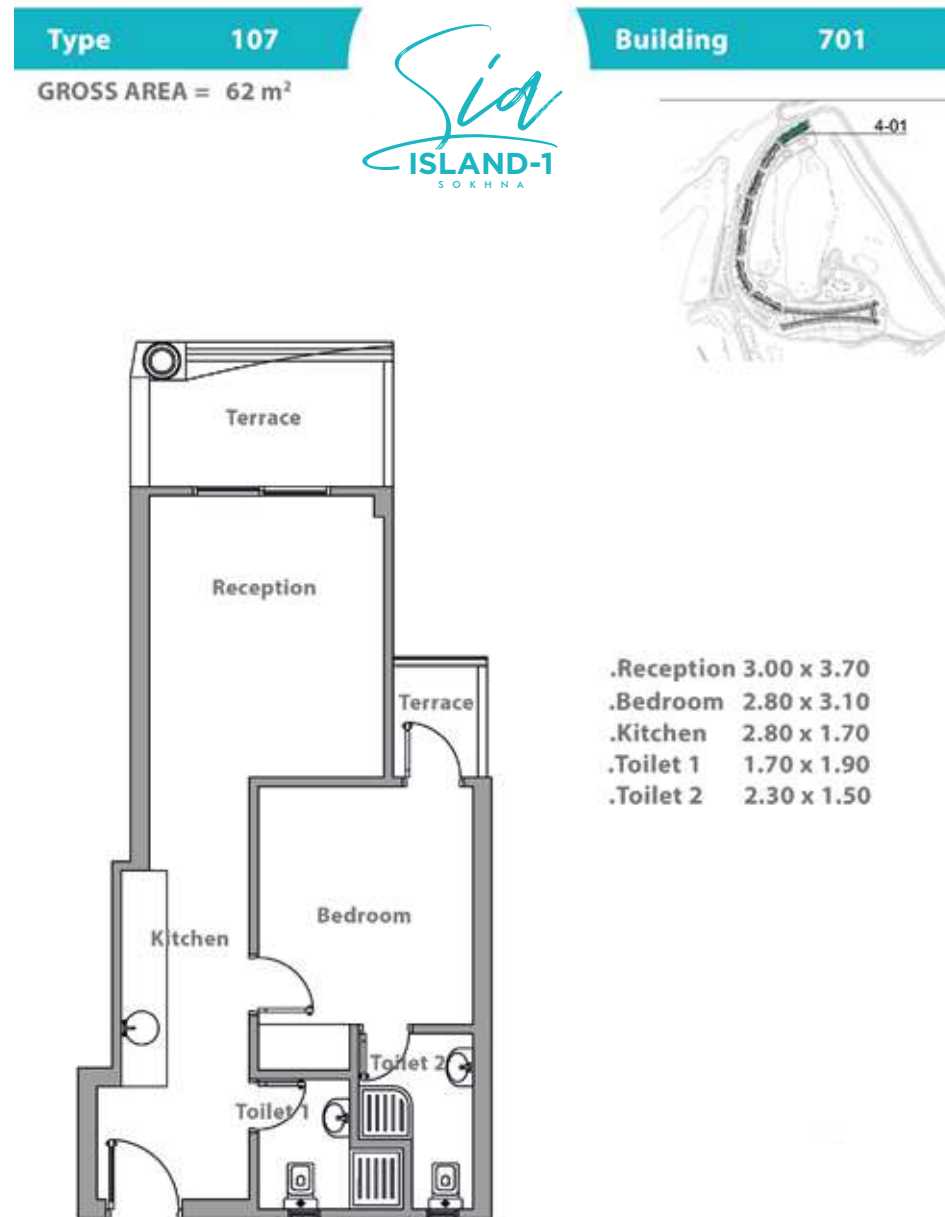 Type 107
Building 701
GROSS AREA = 62 m²
Sia
ISLAND-1
SOKHNA
4-01
Terrace
Reception
Terrace
.Reception 3.00 x 3.70
.Bedroom 2.80 x 3.10
.Kitchen 2.80 x 1.70
.Toilet 1 1.70 x 1.90
.Toilet 2 2.30 x 1.50
Bedroom
Kitchen
Toilet 2
Toilet 1